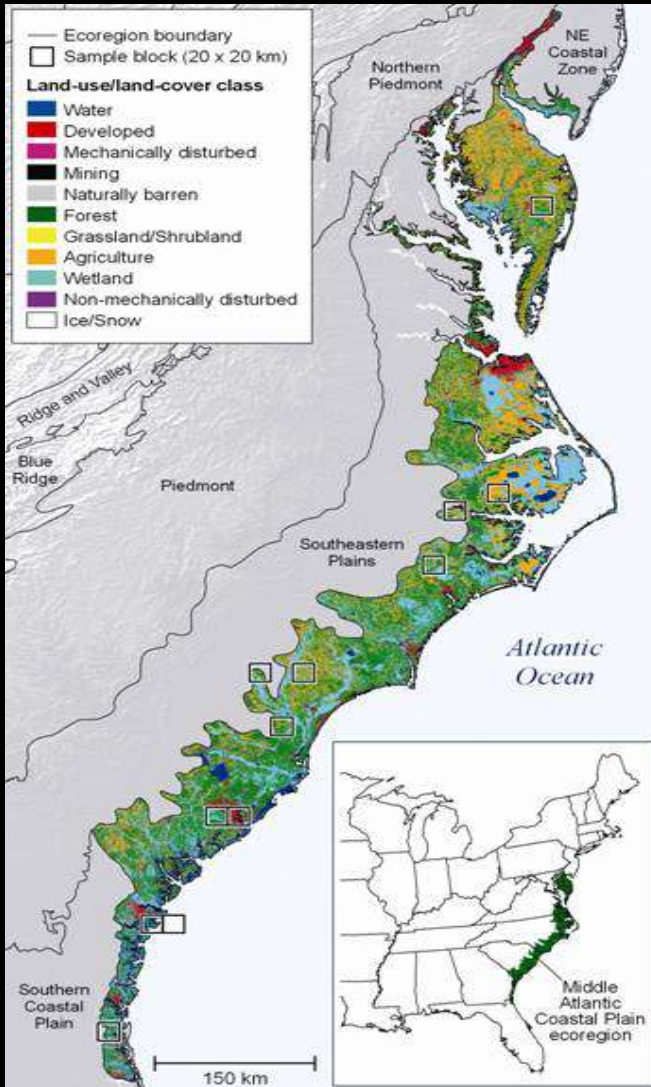 Ecoregion boundary
Sample block (20 x 20 km)
Land-use/land-cover class
Water
Developed
Mechanically disturbed
Mining
Naturally barren
Forest
Grassland/Shrubland
Agriculture
Wetland
Non-mechanically disturbed
Ice/Snow
NE
Coastal
Zone
Northern
Piedmont
Ridge and Valley
Blue
Ridge
Piedmont
Southeastern
Plains
Atlantic
Ocean
Southern
Coastal
Plain
150 km
Middle
Atlantic
Coastal Plain
ecoregion